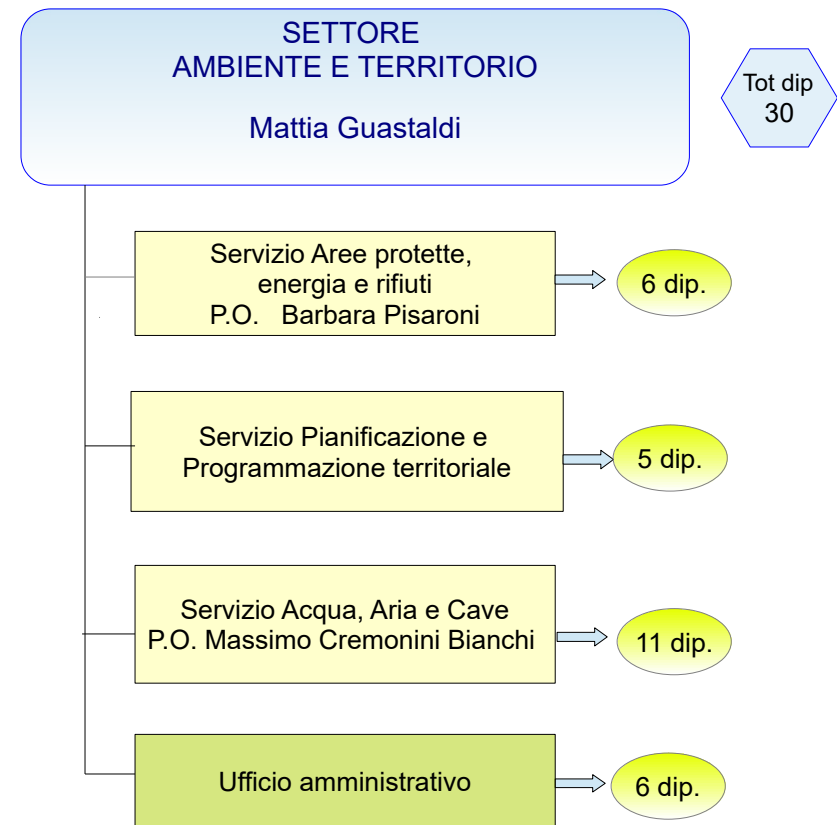 SETTORE
AMBIENTE E TERRITORIO
Mattia Guastaldi
Tot dip
30
Servizio Aree protette,
energia e rifiuti
P.O. Barbara Pisaroni
6 dip.
Servizio Pianificazione e
Programmazione territoriale
5 dip.
Servizio Acqua, Aria e Cave
P.O. Massimo Cremonini Bianchi
11 dip.
Ufficio amministrativo
6 dip.